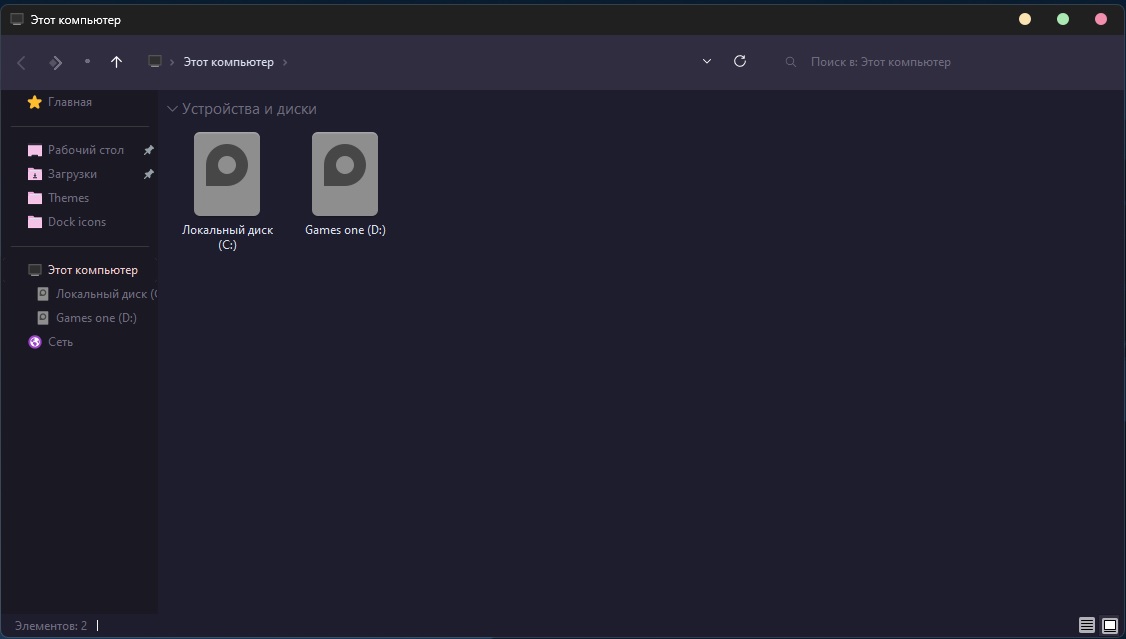 Этот компьютер
Этот компьютер
Поиск в: Этот компьютер
Главная
Рабочий стол
Загрузки
Themes
Dock icons
Этот компьютер
Локальный диск (
Games one (D:)
Сеть
Устройства и диски
Локальный диск
(C:)
Games one (D:)
Элементов: 2